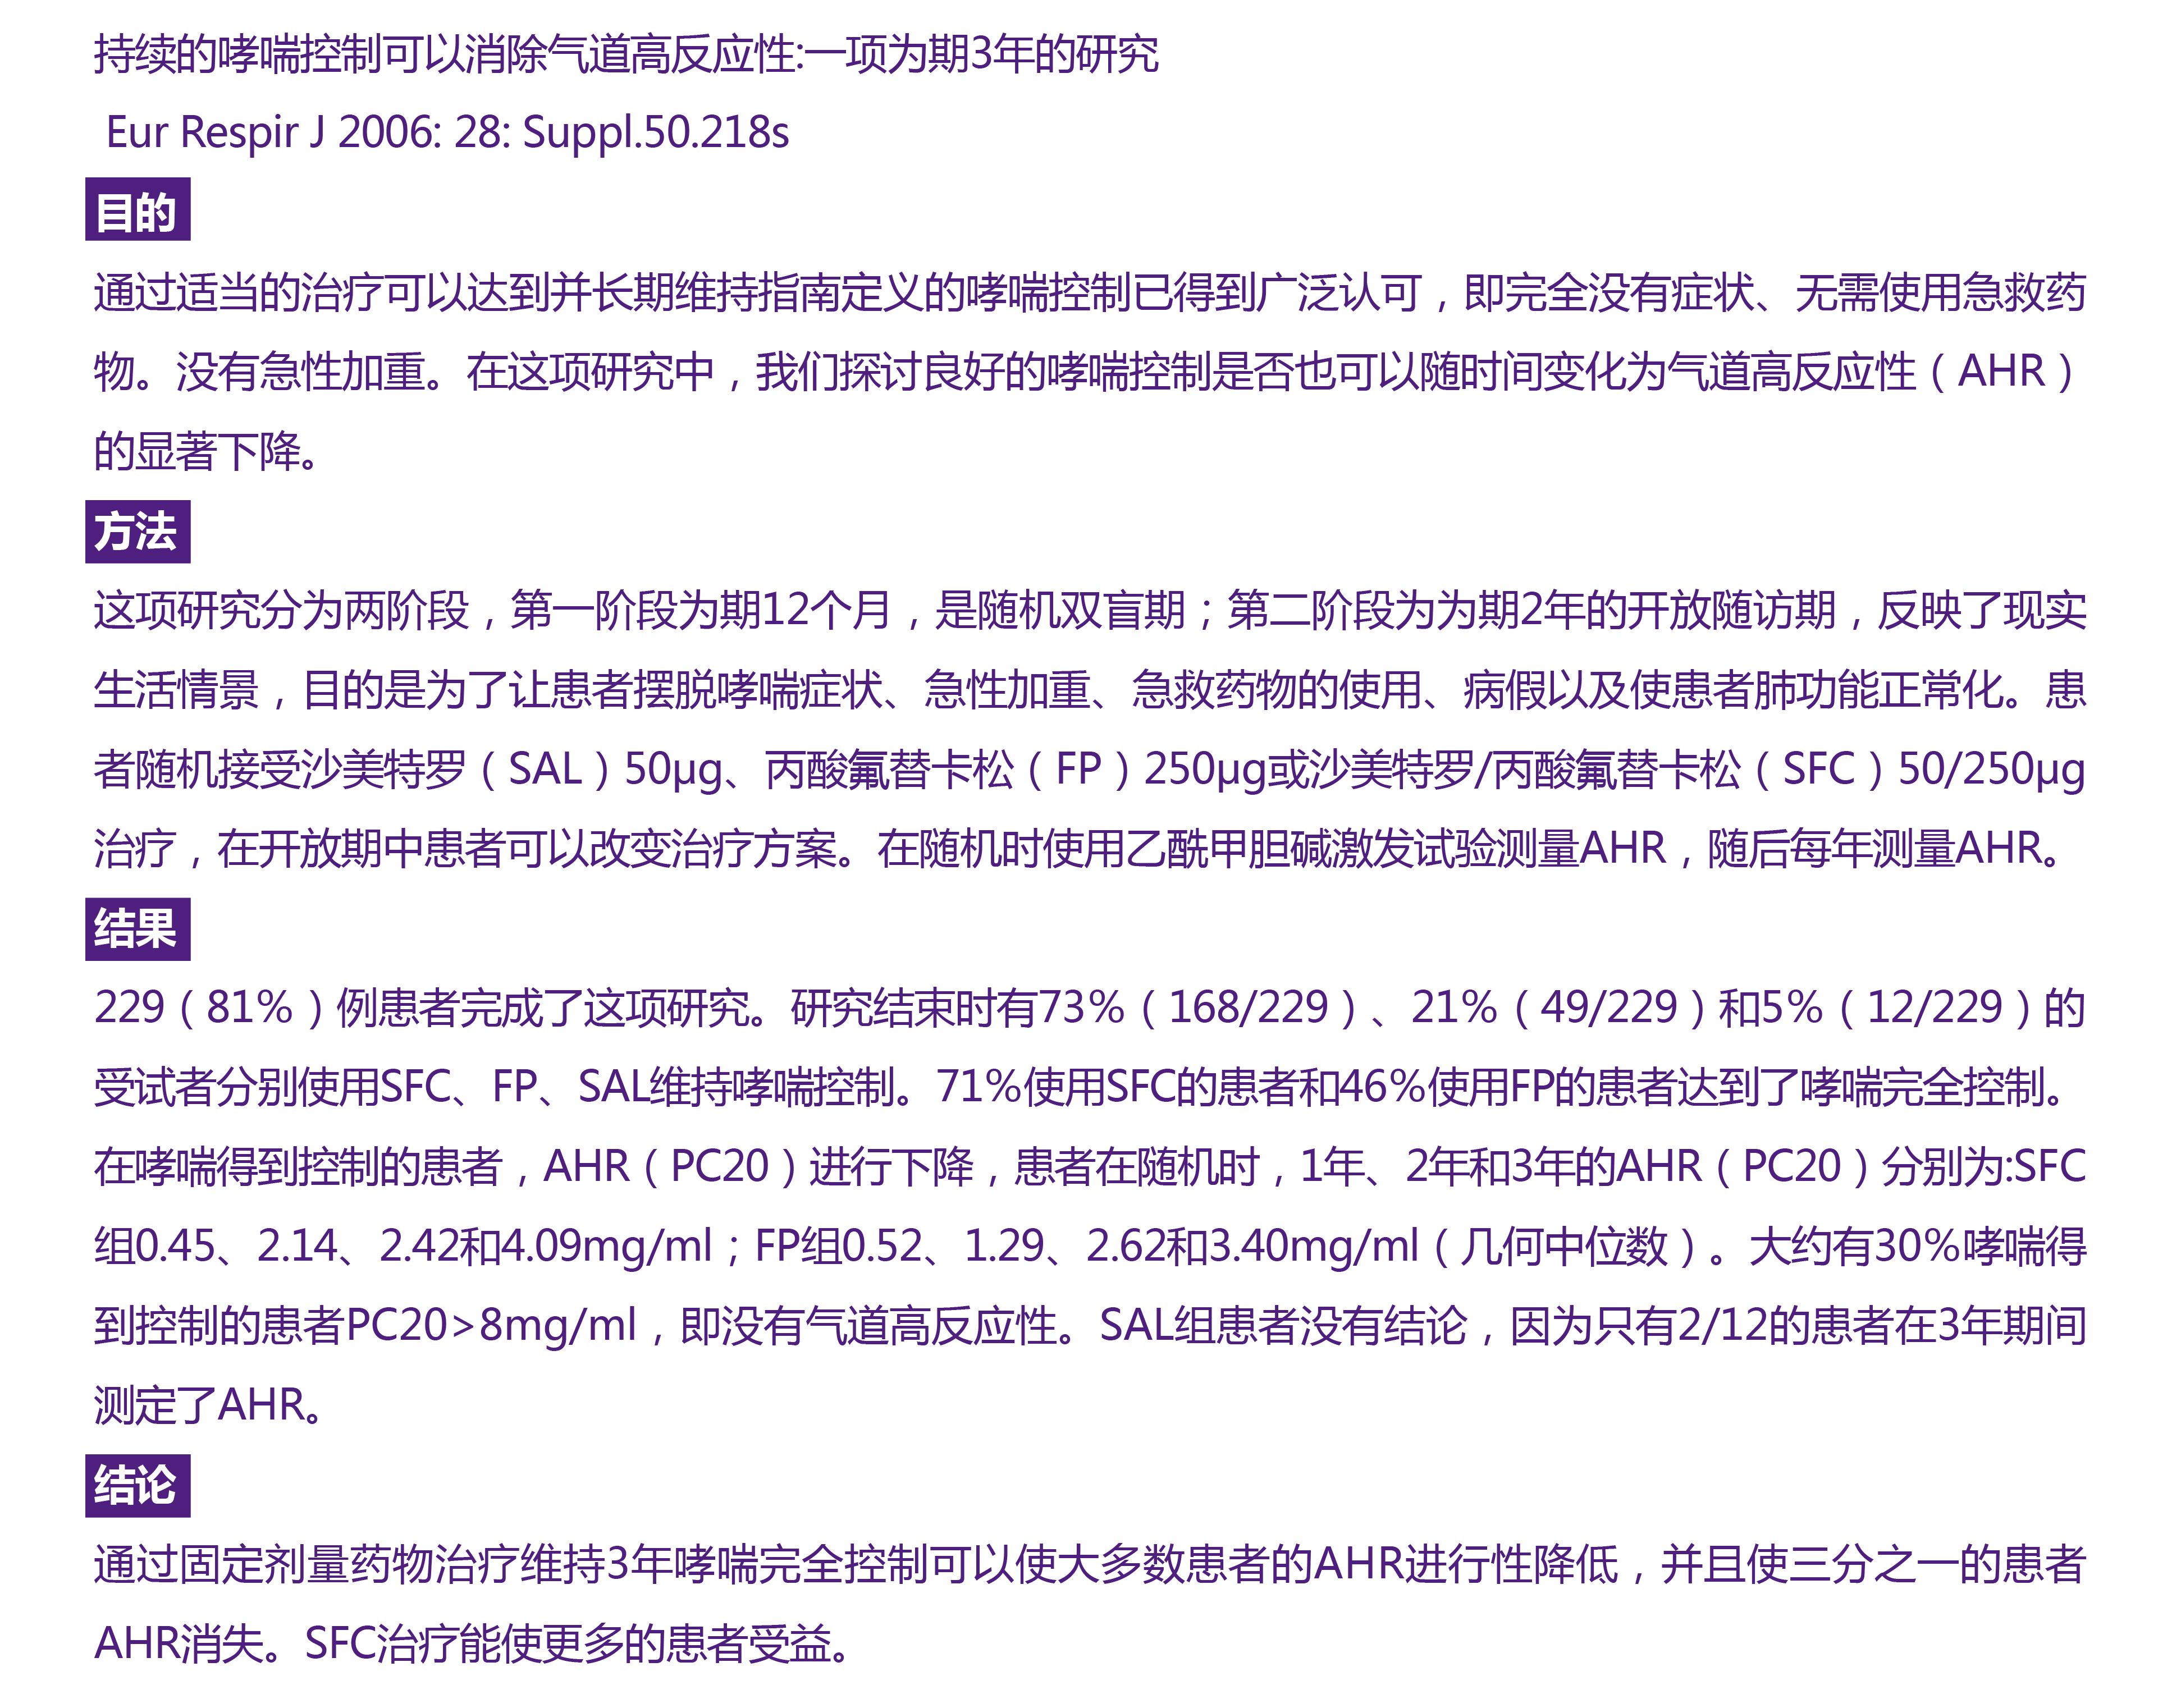 持续的哮喘控制可以消除气道高反应性:一项为期3年的研究
Eur Respir J 2006: 28: Suppl.50.218s
目的
通过适当的治疗可以达到并长期维持指南定义的哮喘控制已得到广泛认可，即完全没有症状、无需使用急救药
物。没有急性加重。在这项研究中，我们探讨良好的哮喘控制是否也可以随时间变化为气道高反应性（AHR）
的显著下降。
方法
这项研究分为两阶段，第一阶段为期12个月，是随机双盲期；第二阶段为为期2年的开放随访期，反映了现实
生活情景，目的是为了让患者摆脱哮喘症状、急性加重、急救药物的使用、病假以及使患者肺功能正常化。患
者随机接受沙美特罗（SAL）50μg、丙酸氟替卡松（FP）250μg或沙美特罗/丙酸氟替卡松（SFC）50/250μg
治疗，在开放期中患者可以改变治疗方案。在随机时使用乙酰甲胆碱激发试验测量AHR，随后每年测量AHR。
结果
229（81%）例患者完成了这项研究。研究结束时有73%（168/229）、21%（49/229）和5%（12/229）的
受试者分别使用SFC、FP、SAL维持哮喘控制。71%使用SFC的患者和46%使用FP的患者达到了哮喘完全控制。
在哮喘得到控制的患者，AHR（PC20）进行下降，患者在随机时，1年、2年和3年的AHR（PC20）分别为:SFC
组0.45、2.14、2.42和4.09mg/ml；FP组0.52、1.29、2.62和3.40mg/ml（几何中位数）。大约有30%哮喘得
到控制的患者PC20>8mg/ml，即没有气道高反应性。SAL组患者没有结论，因为只有2/12的患者在3年期间
测定了AHR。
结论
通过固定剂量药物治疗维持3年哮喘完全控制可以使大多数患者的AHR进行性降低，并且使三分之一的患者
AHR消失。SFC治疗能使更多的患者受益。